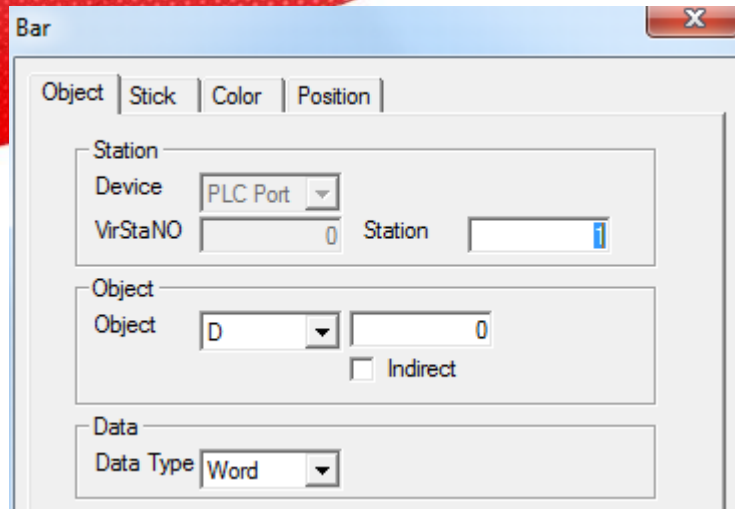 Bar
Object Stick Color Position
Station
Device PLC Port
VirStaNO 0 Station 1
Object
Object D 0
Indirect
Data
Data Type Word